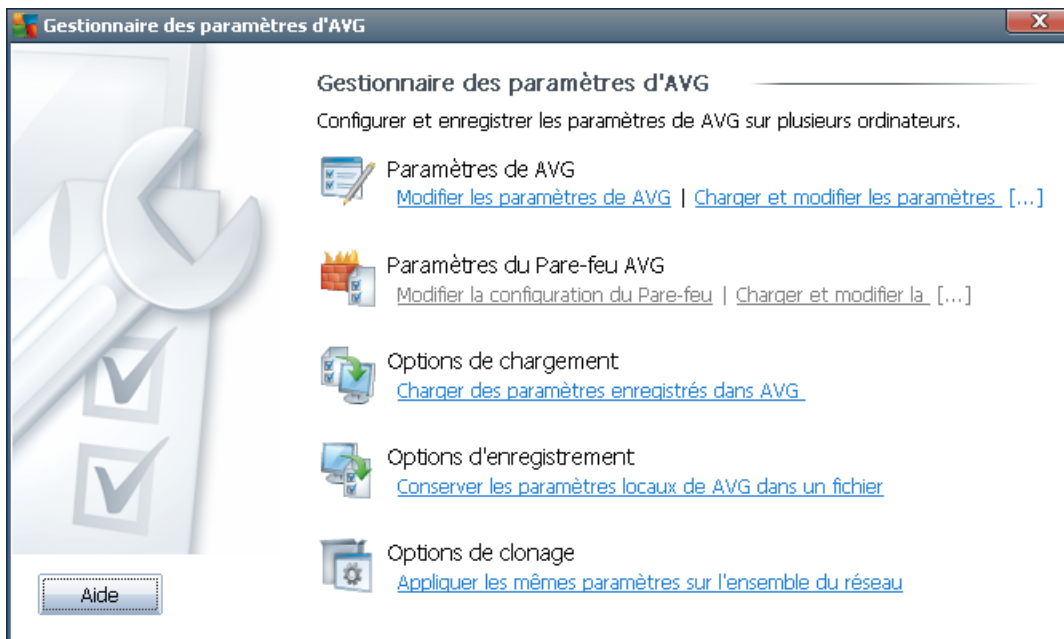 Gestionnaire des paramètres d'AVG
Gestionnaire des paramètres d'AVG
Configurer et enregistrer les paramètres de AVG sur plusieurs ordinateurs.
Paramètres de AVG
Modifier les paramètres de AVG | Charger et modifier les paramètres [...]
Paramètres du Pare-feu AVG
Modifier la configuration du Pare-feu | Charger et modifier la [...]
Options de chargement
Charger des paramètres enregistrés dans AVG
Options d'enregistrement
Conserver les paramètres locaux de AVG dans un fichier
Options de clonage
Appliquer les mêmes paramètres sur l'ensemble du réseau
Aide